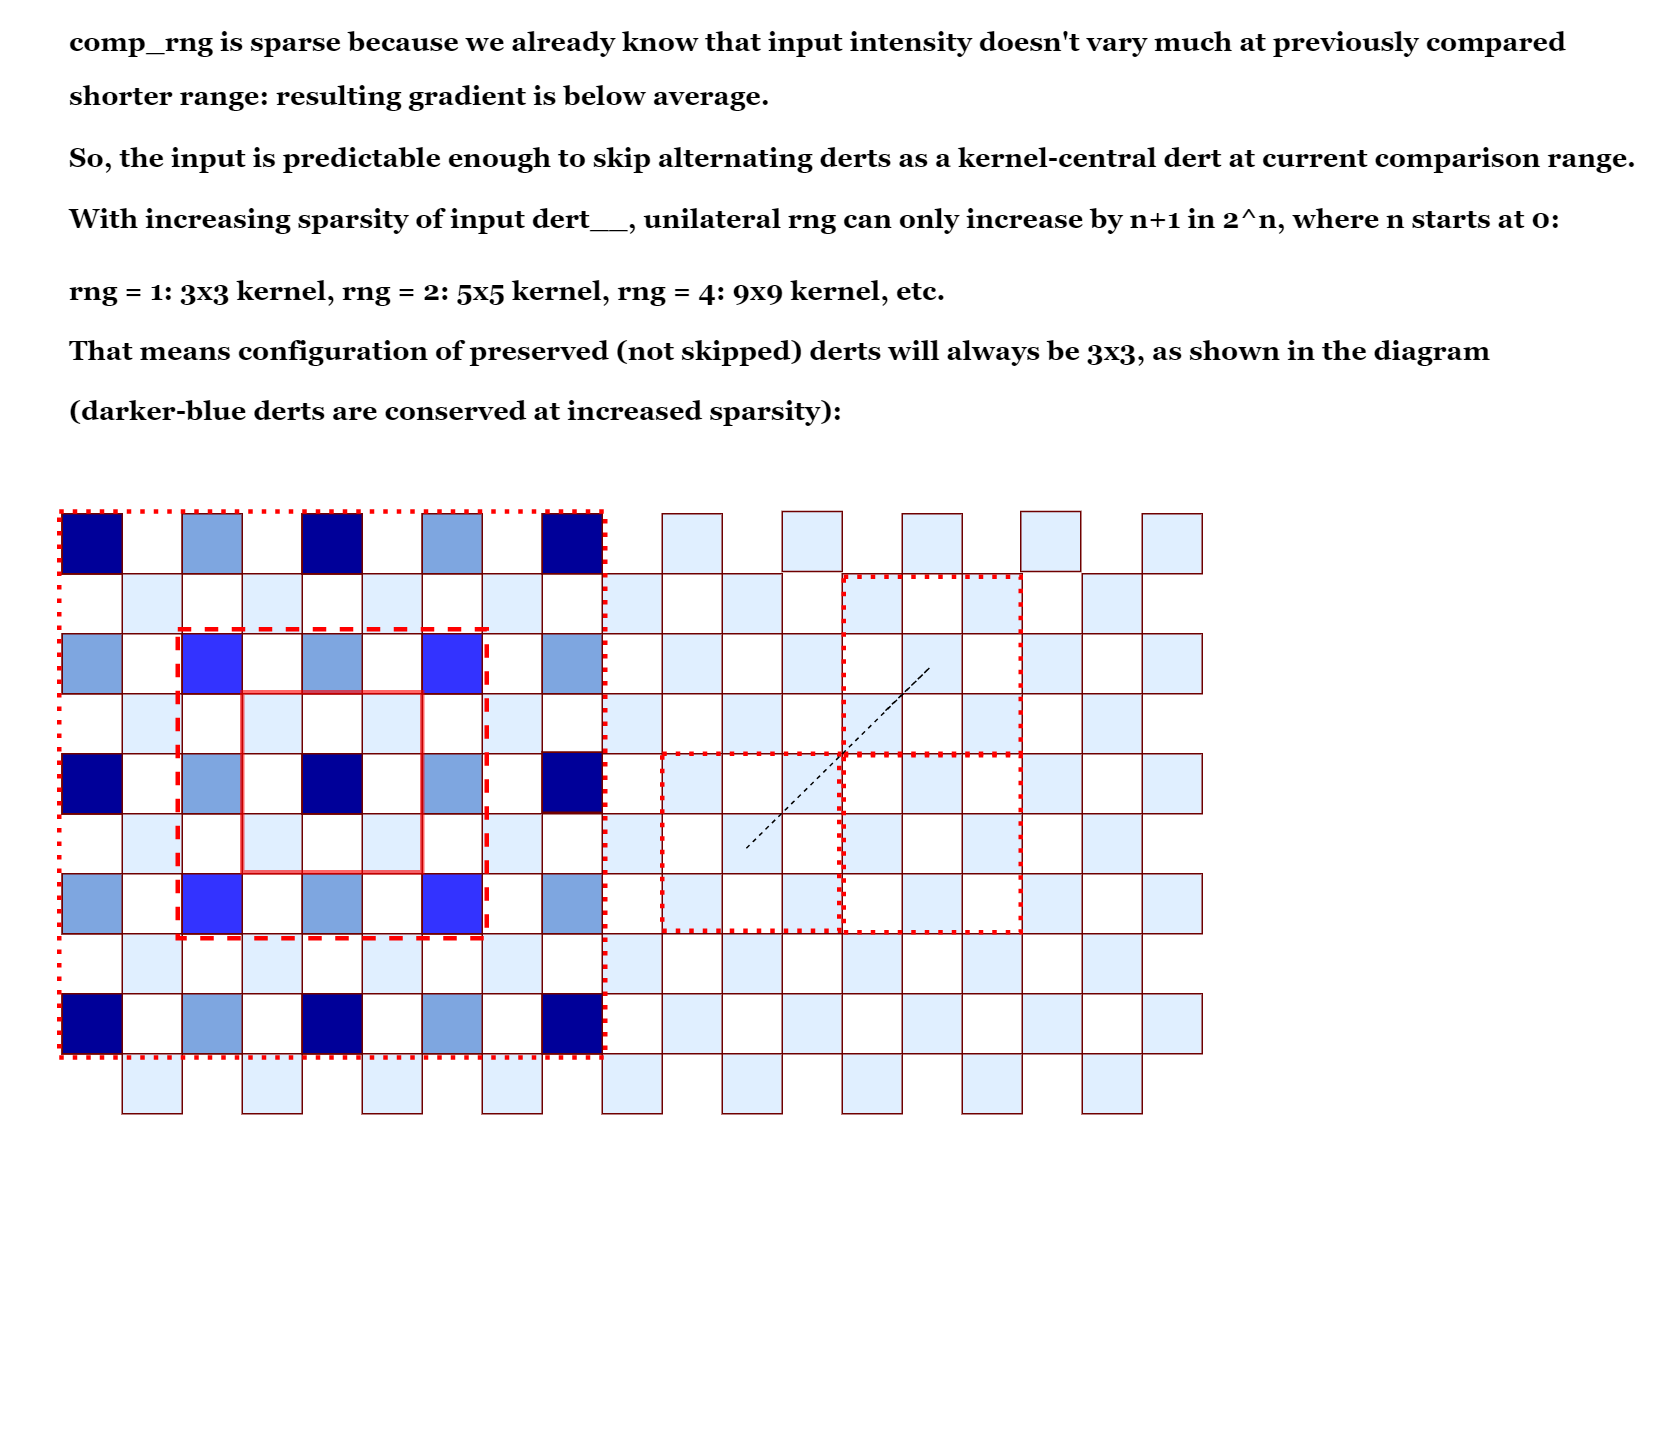 comp_rng is sparse because we already know that input intensity doesn't vary much at previously compared
shorter range: resulting gradient is below average.
So, the input is predictable enough to skip alternating derts as a kernel-central dert at current comparison range.
With increasing sparsity of input dert__, unilateral rng can only increase by n+1 in 2^n, where n starts at 0:
rng = 1: 3x3 kernel, rng = 2: 5x5 kernel, rng = 4: 9x9 kernel, etc.
That means configuration of preserved (not skipped) derts will always be 3x3, as shown in the diagram
(darker-blue derts are conserved at increased sparsity):